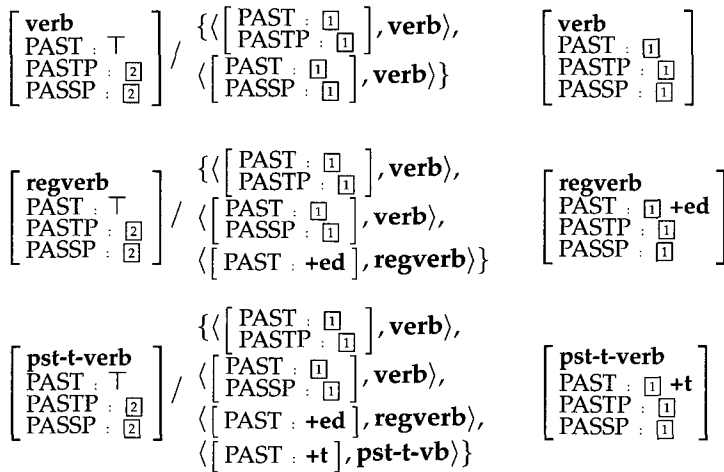 verb {⟨[ PAST : 1 verb
PAST : ⊤ PASTP : 1 ], verb⟩, PAST : 1
PASTP : 2 / ⟨[ PAST : 1 PASTP : 1
PASSP : 2 PASSP : 1 ], verb⟩} PASSP : 1
regverb {⟨[ PAST : 1 regverb
PAST : ⊤ PASTP : 1 ], verb⟩, PAST : 1 +ed
PASTP : 2 / ⟨[ PAST : 1 PASTP : 1
PASSP : 2 PASSP : 1 ], verb⟩, PASSP : 1
⟨[ PAST : +ed ], regverb⟩}
{⟨[ PAST : 1
pst-t-verb PASTP : 1 ], verb⟩, pst-t-verb
PAST : ⊤ / ⟨[ PAST : 1 PAST : 1 +t
PASTP : 2 PASSP : 1 ], verb⟩, PASTP : 1
PASSP : 2 ⟨[ PAST : +ed ], regverb⟩, PASSP : 1
⟨[ PAST : +t ], pst-t-vb⟩}